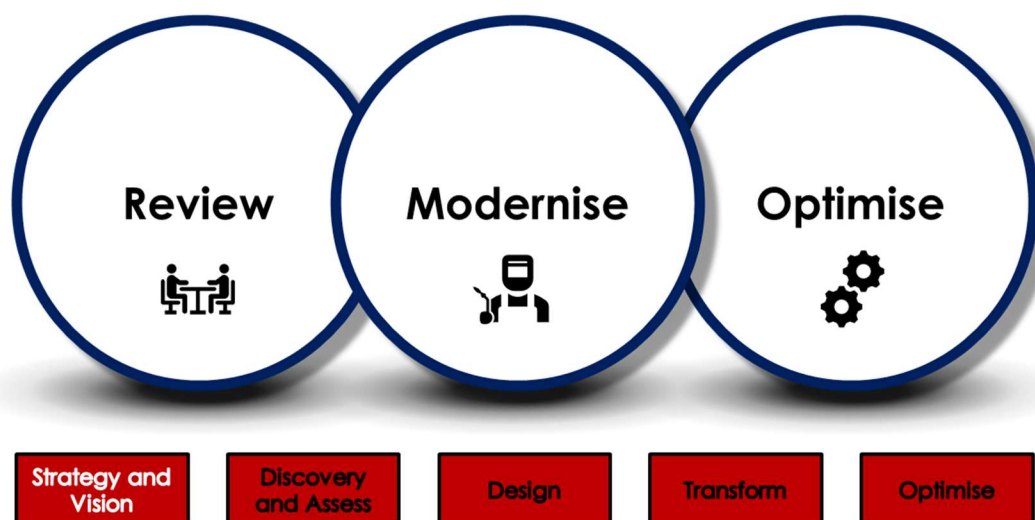 Review
Modernise
Optimise
Strategy and
Vision
Discovery
and Assess
Design
Transform
Optimise